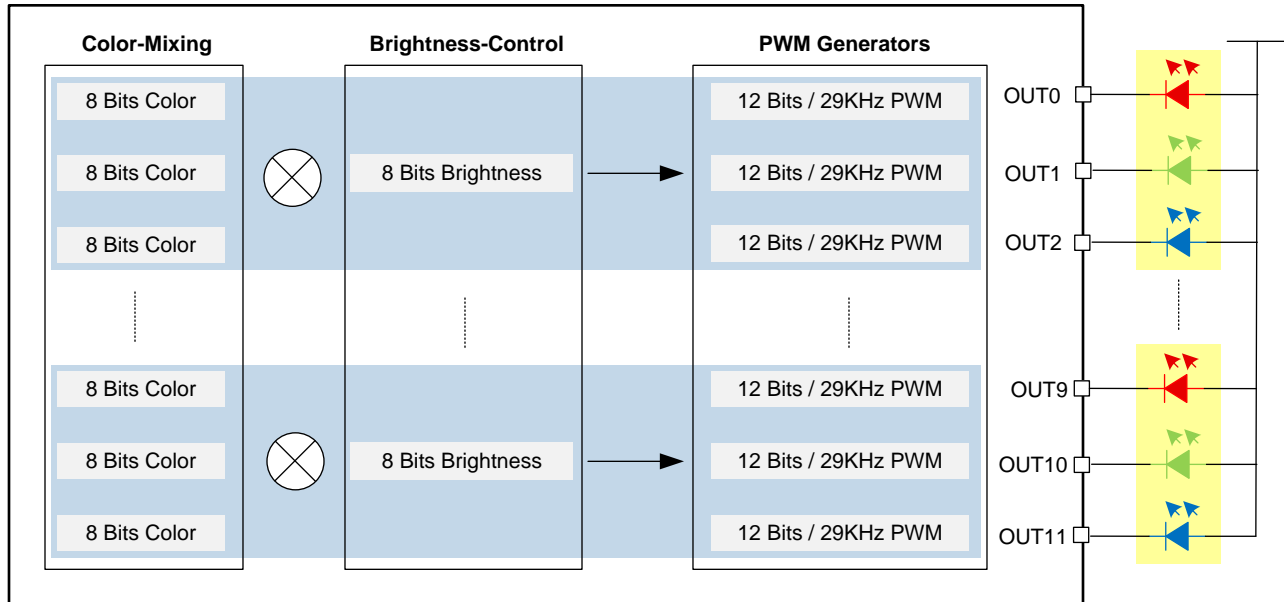 Color-Mixing
Brightness-Control
PWM Generators
8 Bits Color
12 Bits / 29KHz PWM
OUT0
8 Bits Color
8 Bits Brightness
12 Bits / 29KHz PWM
OUT1
8 Bits Color
12 Bits / 29KHz PWM
OUT2
8 Bits Color
12 Bits / 29KHz PWM
OUT9
8 Bits Color
8 Bits Brightness
12 Bits / 29KHz PWM
OUT10
8 Bits Color
12 Bits / 29KHz PWM
OUT11